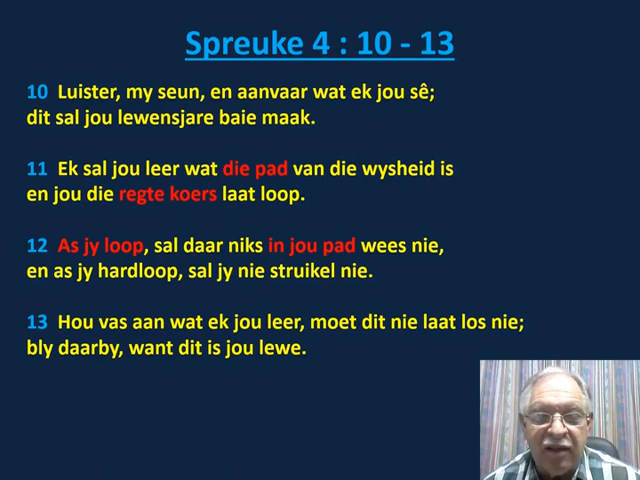 Spreuke 4 : 10 - 13
10 Luister, my seun, en aanvaar wat ek jou sê;
dit sal jou lewensjare baie maak.
11 Ek sal jou leer wat die pad van die wysheid is
en jou die regte koers laat loop.
12 As jy loop, sal daar niks in jou pad wees nie,
en as jy hardloop, sal jy nie struikel nie.
13 Hou vas aan wat ek jou leer, moet dit nie laat los nie;
bly daarby, want dit is jou lewe.